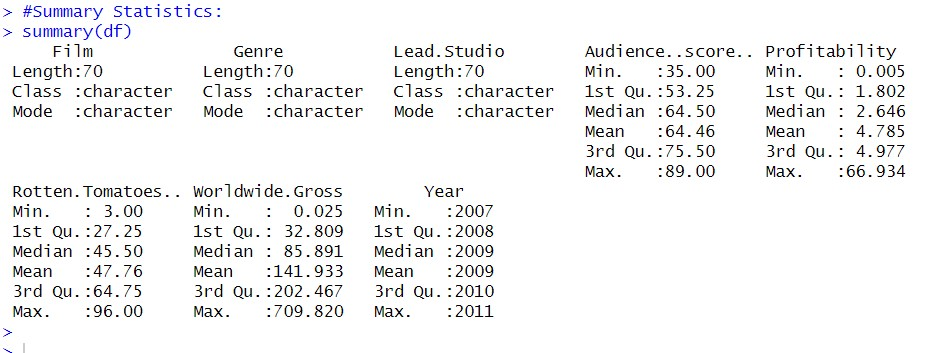 > #Summary Statistics:
> summary(df)
     Film              Genre            Lead.Studio        Audience..score.. Profitability
 Length:70          Length:70          Length:70          Min.   :35.00     Min.   : 0.005
 Class :character   Class :character   Class :character   1st Qu.:53.25     1st Qu.: 1.802
 Mode  :character   Mode  :character   Mode  :character   Median :64.50     Median : 2.646
                                                          Mean   :64.46     Mean   : 4.785
                                                          3rd Qu.:75.50     3rd Qu.: 4.977
                                                          Max.   :89.00     Max.   :66.934
 Rotten.Tomatoes.. Worldwide.Gross        Year
 Min.   : 3.00     Min.   :  0.025   Min.   :2007
 1st Qu.:27.25     1st Qu.: 32.809   1st Qu.:2008
 Median :45.50     Median : 85.891   Median :2009
 Mean   :47.76     Mean   :141.933   Mean   :2009
 3rd Qu.:64.75     3rd Qu.:202.467   3rd Qu.:2010
 Max.   :96.00     Max.   :709.820   Max.   :2011
>
>